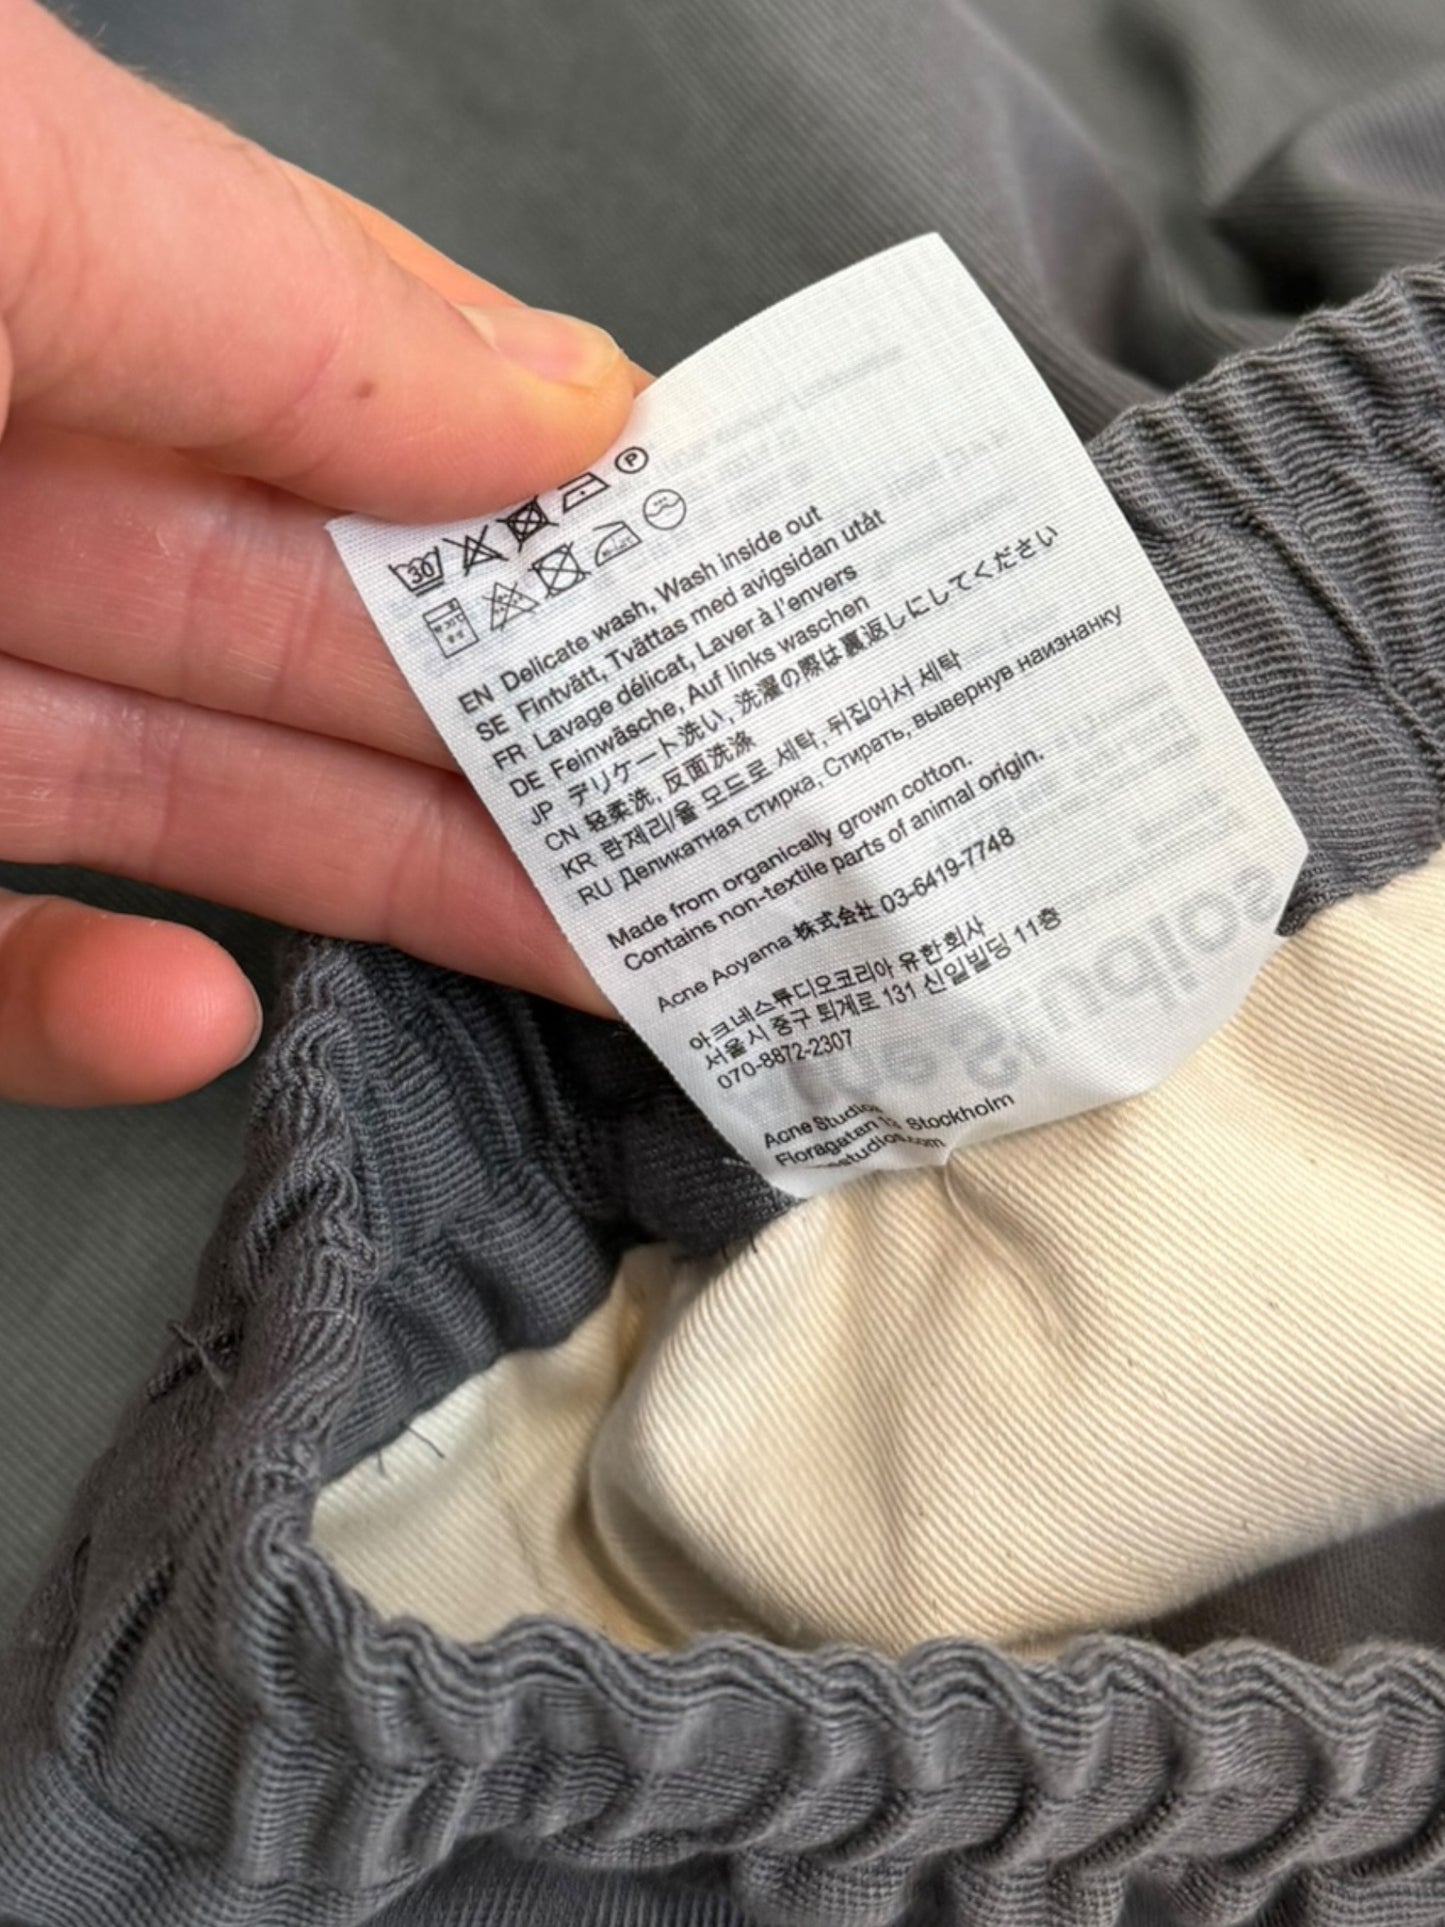 30
P
EN Delicate wash, Wash inside out
SE Fintvätt, Tvättas med avigsidan utåt
FR Lavage délicat, Laver à l'envers
DE Feinwäsche, Auf links waschen
JP デリケート洗い, 洗濯の際は裏返しにしてください
CN 轻柔洗, 反面洗涤
KR 란제리/울 모드로 세탁, 뒤집어서 세탁
RU Деликатная стирка, Стирать, вывернув наизнанку
Made from organically grown cotton.
Contains non-textile parts of animal origin.
Acne Aoyama 株式会社 03-6419-7748
아크네스튜디오코리아 유한회사
서울시 중구 퇴계로 131 신일빌딩 11층
070-8872-2307
Acne Studios
Floragatan 13 Stockholm